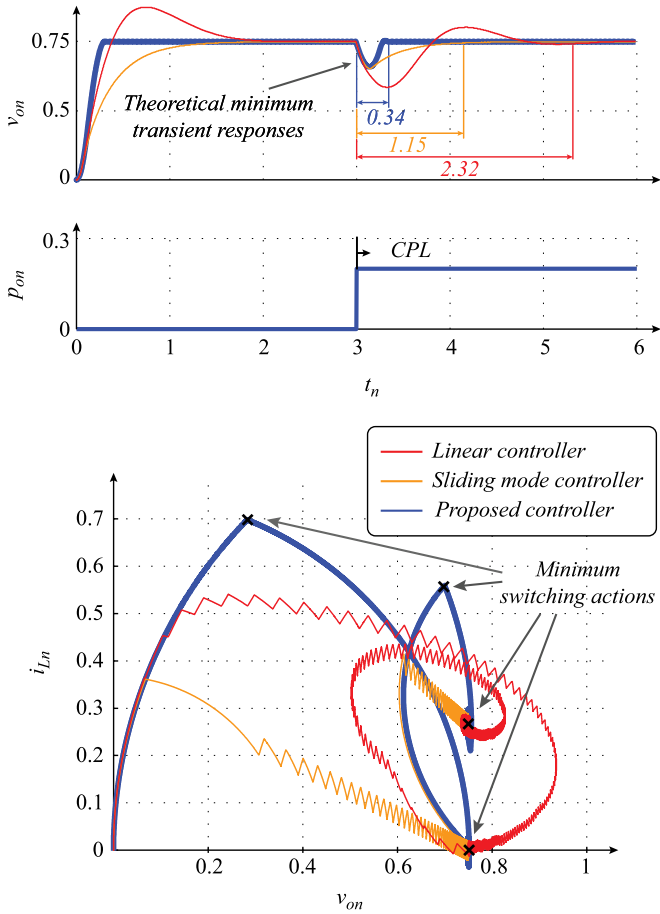 0.75
0.5
0
v_on
Theoretical minimum
transient responses
0.34
1.15
2.32
0.3
0
p_on
CPL
0 1 2 3 4 5 6
t_n
Linear controller
Sliding mode controller
Proposed controller
0.7
0.6
0.5
0.4
0.3
0.2
0.1
0
i_Ln
Minimum
switching actions
0.2 0.4 0.6 0.8 1
v_on